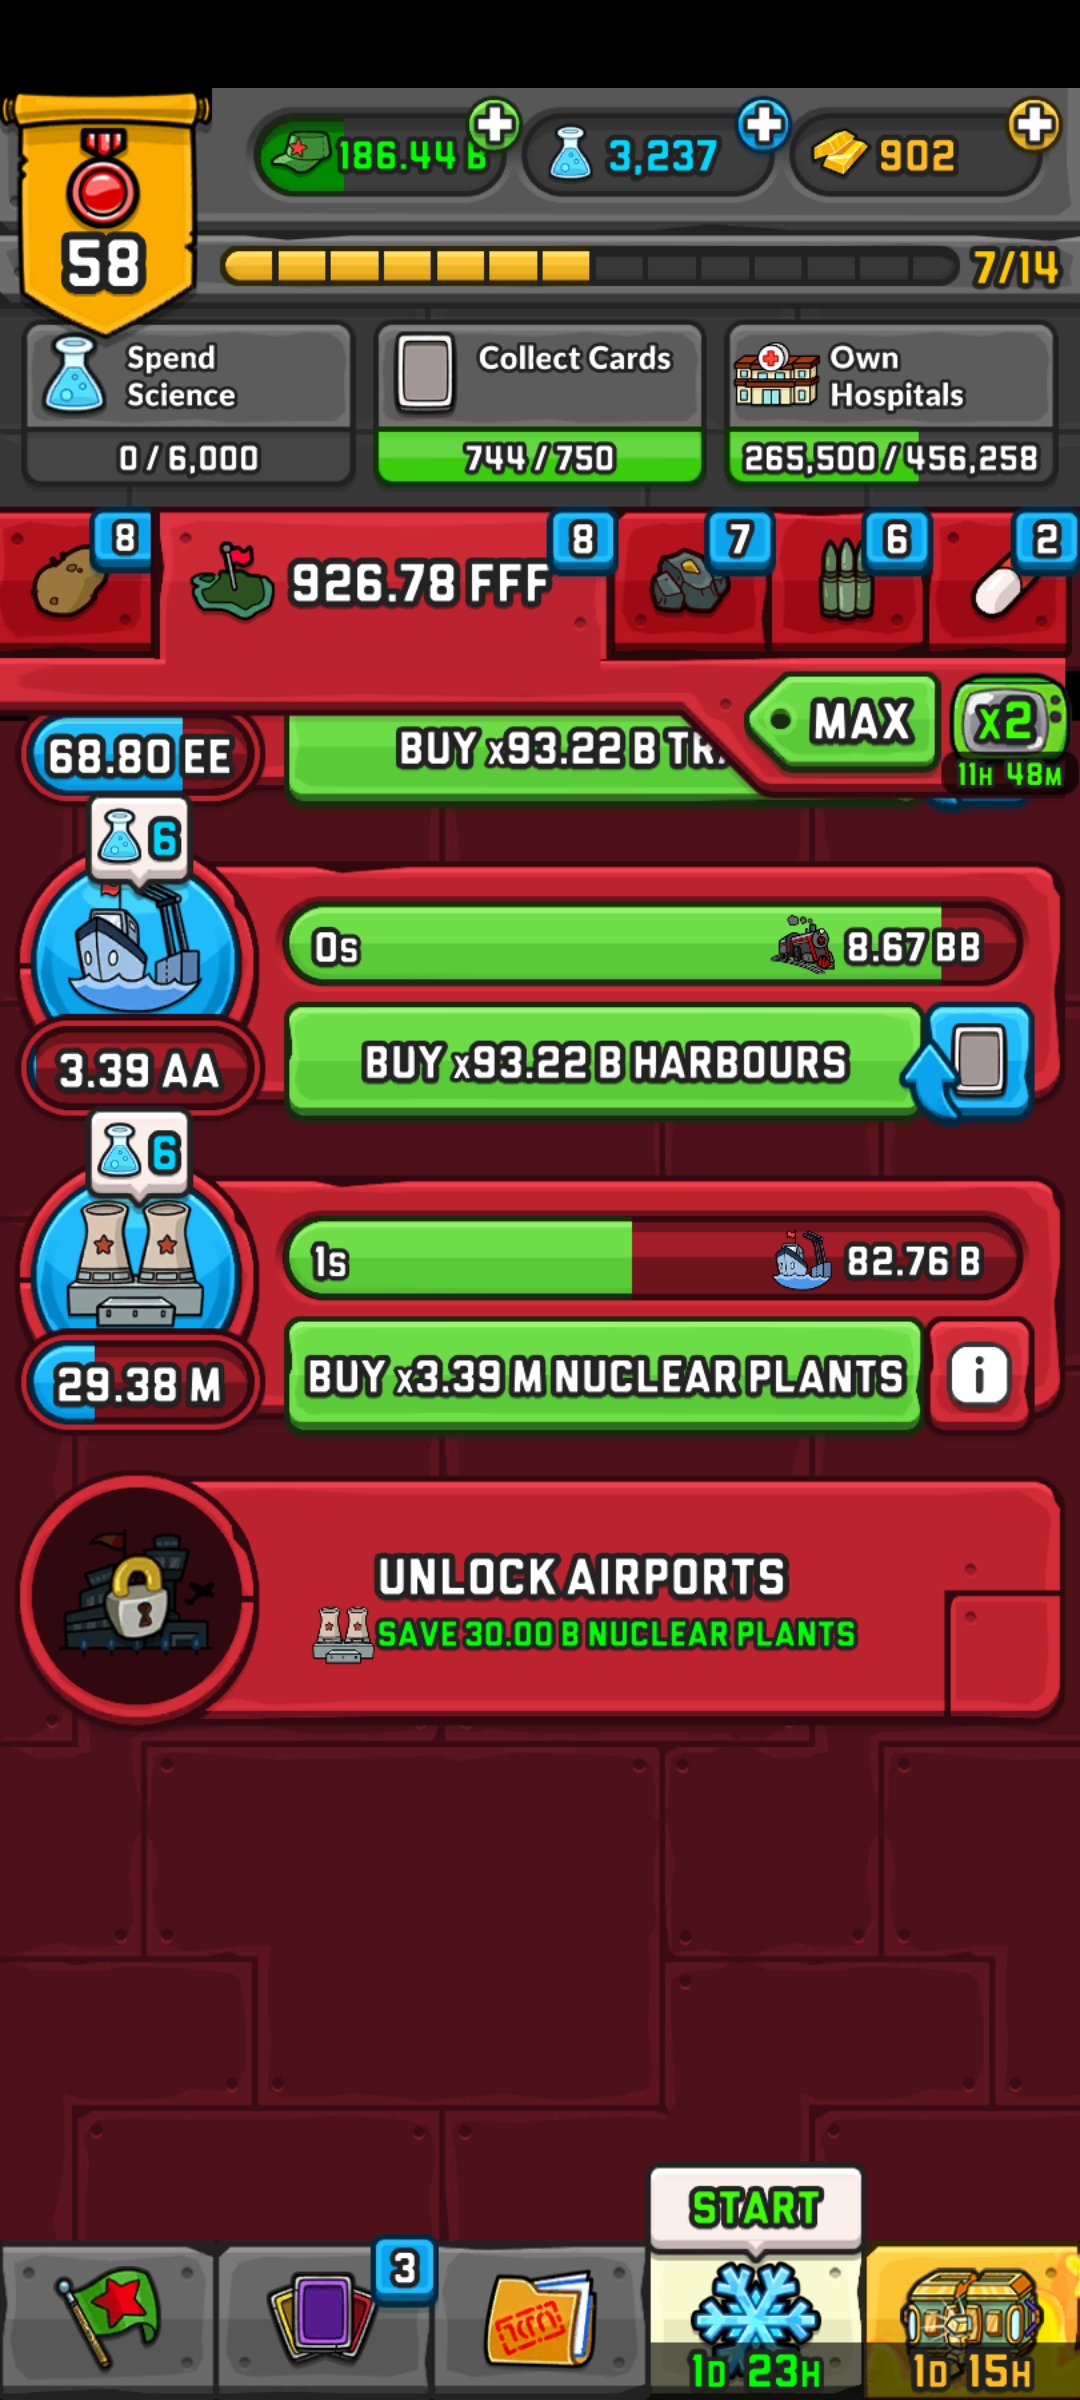 58
186.44 B
3,237
902
7/14
Spend
Science
0 / 6,000
Collect Cards
744 / 750
Own
Hospitals
265,500 / 456,258
8
926.78 FFF
8
7
6
2
MAX
x2
11H 48M
68.80 EE
BUY x93.22 B TR
6
0s
8.67 BB
3.39 AA
BUY x93.22 B HARBOURS
6
1s
82.76 B
29.38 M
BUY x3.39 M NUCLEAR PLANTS
i
UNLOCK AIRPORTS
SAVE 30.00 B NUCLEAR PLANTS
START
3
1D 23H
1D 15H